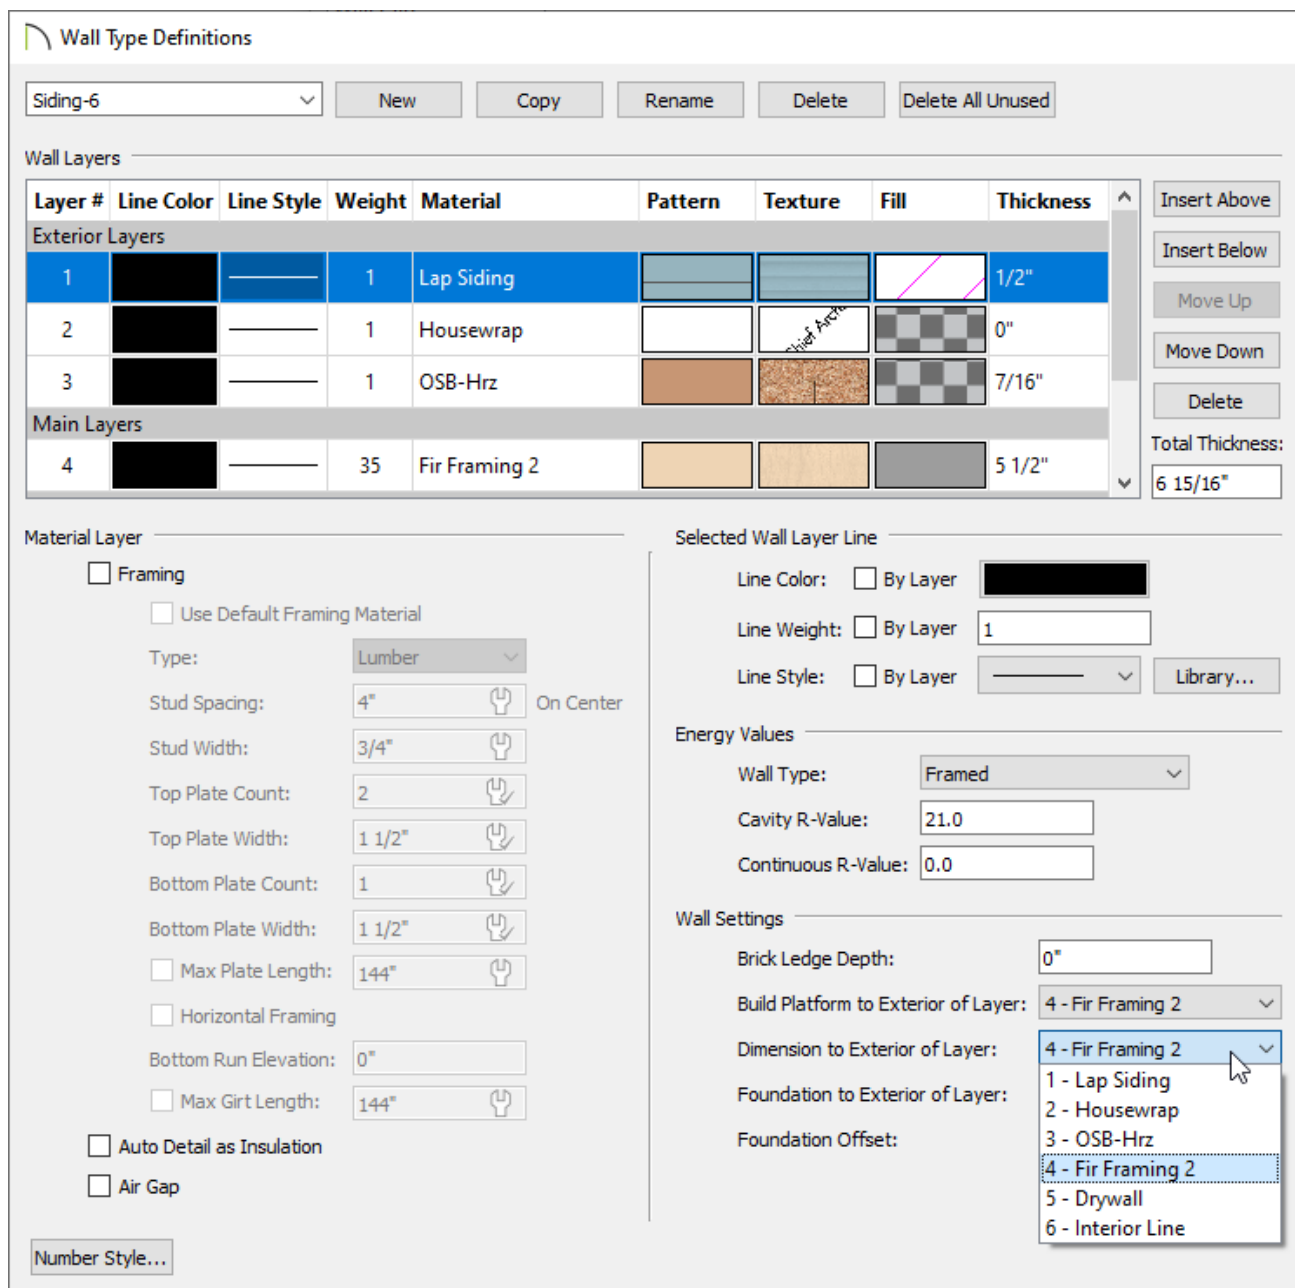 Wall Type Definitions
Siding-6 New Copy Rename Delete Delete All Unused
Wall Layers
Layer # Line Color Line Style Weight Material Pattern Texture Fill Thickness Insert Above
Exterior Layers
Insert Below
1 1 Lap Siding 1/2"
Move Up
2 1 Housewrap Chief Archi 0"
Move Down
3 1 OSB-Hrz 7/16"
Delete
Main Layers
Total Thickness:
4 35 Fir Framing 2 5 1/2"
6 15/16"
Material Layer
Framing
Use Default Framing Material
Type: Lumber
Stud Spacing: 4" On Center
Stud Width: 3/4"
Top Plate Count: 2
Top Plate Width: 1 1/2"
Bottom Plate Count: 1
Bottom Plate Width: 1 1/2"
Max Plate Length: 144"
Horizontal Framing
Bottom Run Elevation: 0"
Max Girt Length: 144"
Auto Detail as Insulation
Air Gap
Number Style...
Selected Wall Layer Line
Line Color: By Layer
Line Weight: By Layer 1
Line Style: By Layer Library...
Energy Values
Wall Type: Framed
Cavity R-Value: 21.0
Continuous R-Value: 0.0
Wall Settings
Brick Ledge Depth: 0"
Build Platform to Exterior of Layer: 4 - Fir Framing 2
Dimension to Exterior of Layer: 4 - Fir Framing 2
Foundation to Exterior of Layer:
Foundation Offset:
1 - Lap Siding
2 - Housewrap
3 - OSB-Hrz
4 - Fir Framing 2
5 - Drywall
6 - Interior Line